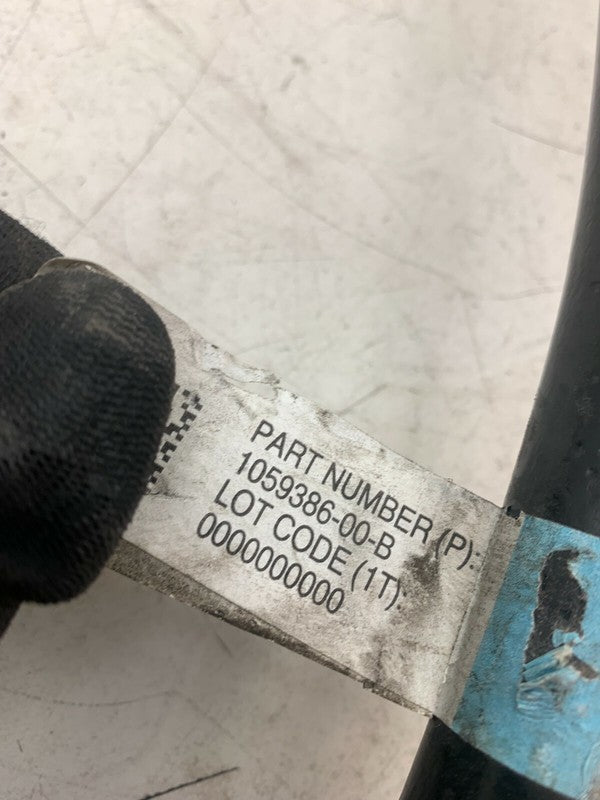 PART NUMBER (P):
1059386-00-B
LOT CODE (1T):
0000000000